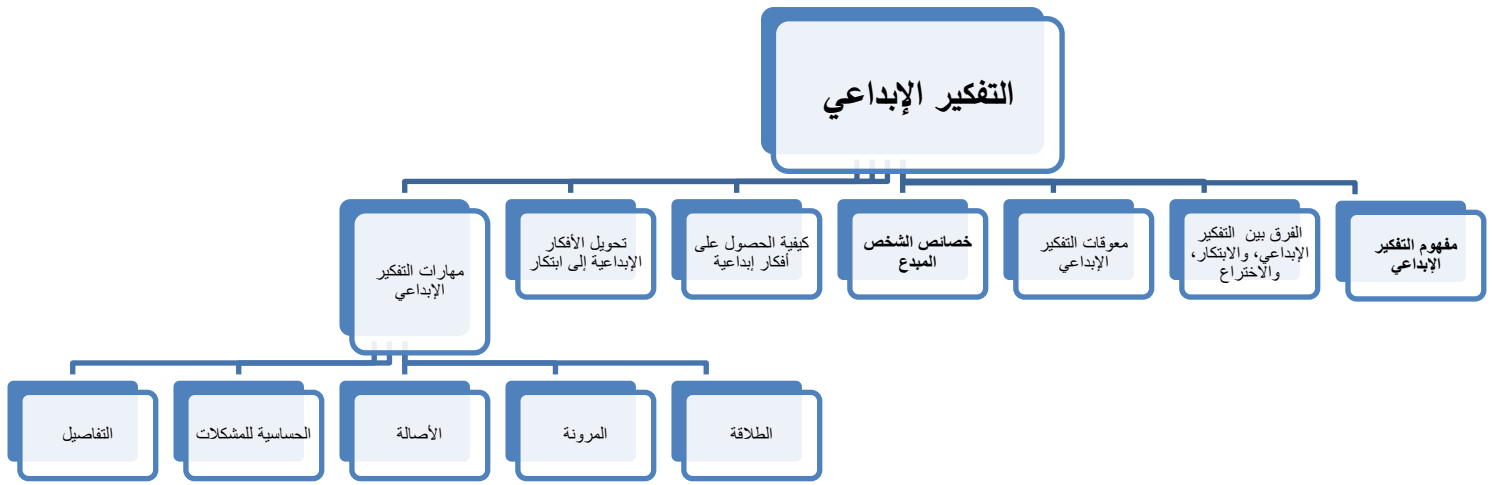 التفكير الإبداعي
مفهوم التفكير
الإبداعي
الفرق بين التفكير
الإبداعي، والابتكار،
والاختراع
معوقات التفكير
الإبداعي
خصائص الشخص
المبدع
كيفية الحصول على
أفكار إبداعية
تحويل الأفكار
الإبداعية إلى ابتكار
مهارات التفكير
الإبداعي
الطلاقة
المرونة
الأصالة
الحساسية للمشكلات
التفاصيل